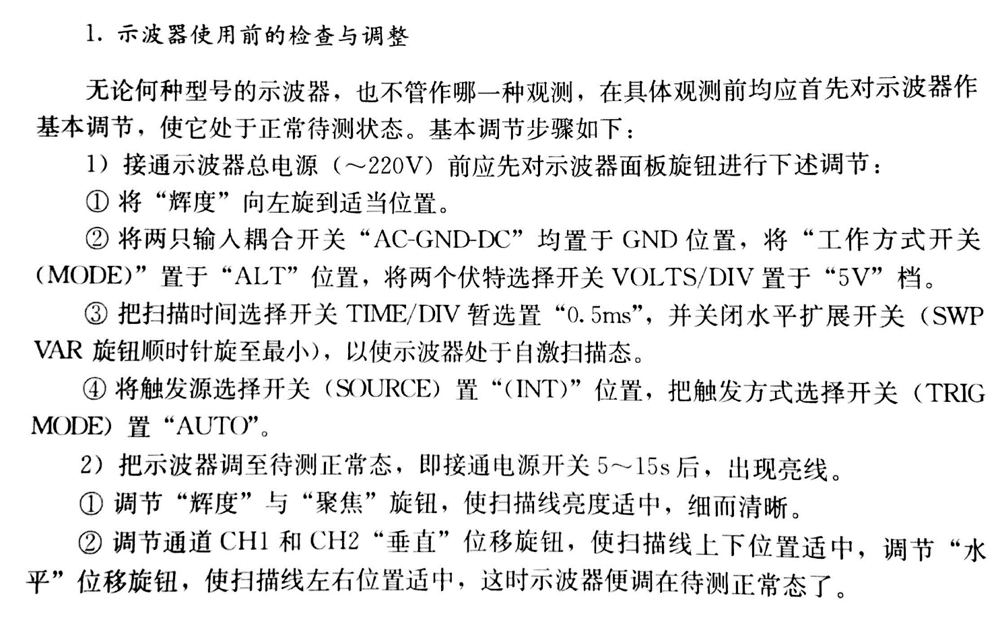 1. 示波器使用前的检查与调整
无论何种型号的示波器，也不管作哪一种观测，在具体观测前均应首先对示波器作
基本调节，使它处于正常待测状态。基本调节步骤如下：
1）接通示波器总电源（～220V）前应先对示波器面板旋钮进行下述调节：
① 将“辉度”向左旋到适当位置。
② 将两只输入耦合开关“AC-GND-DC”均置于 GND 位置，将“工作方式开关
（MODE）”置于“ALT”位置，将两个伏特选择开关 VOLTS/DIV 置于“5V”档。
③ 把扫描时间选择开关 TIME/DIV 暂选置“0.5ms”，并关闭水平扩展开关（SWP
VAR 旋钮顺时针旋至最小），以使示波器处于自激扫描态。
④ 将触发源选择开关（SOURCE）置“（INT）”位置，把触发方式选择开关（TRIG
MODE）置“AUTO”。
2）把示波器调至待测正常态，即接通电源开关 5～15s 后，出现亮线。
① 调节“辉度”与“聚焦”旋钮，使扫描线亮度适中，细而清晰。
② 调节通道 CH1 和 CH2“垂直”位移旋钮，使扫描线上下位置适中，调节“水
平”位移旋钮，使扫描线左右位置适中，这时示波器便调在待测正常态了。